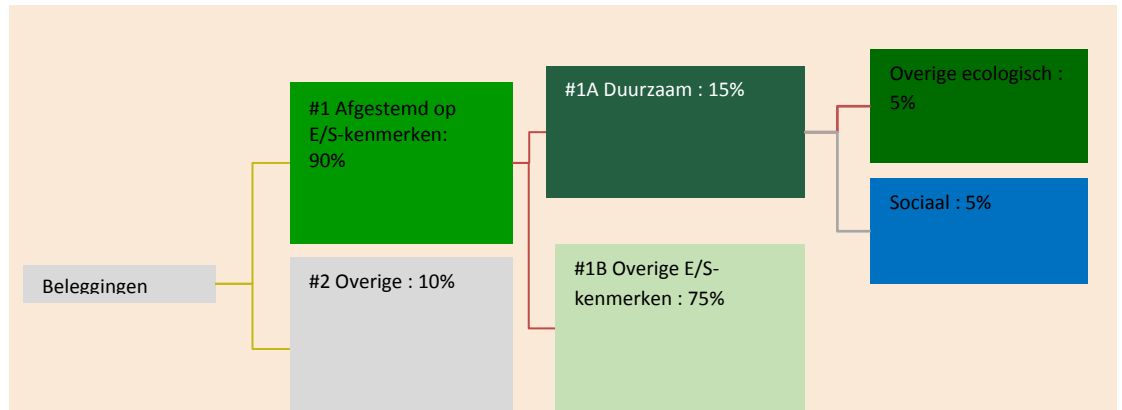 Beleggingen
#1 Afgestemd op
E/S-kenmerken:
90%
#2 Overige : 10%
#1A Duurzaam : 15%
#1B Overige E/S-
kenmerken : 75%
Overige ecologisch :
5%
Sociaal : 5%